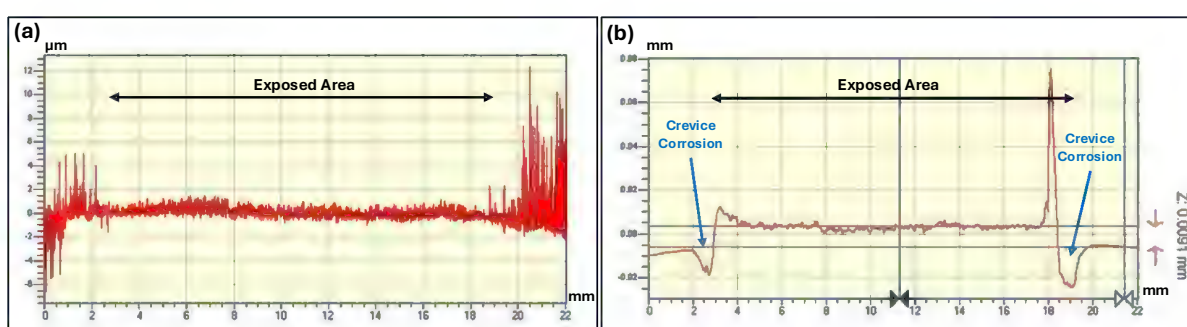 (a)
µm
12
10
8
6
4
2
0
-2
-4
-6
-8
Exposed Area
0 2 4 6 8 10 12 14 16 18 20 22
mm
(b)
mm
0.08
0.06
0.04
0.02
0.00
-0.02
Exposed Area
Crevice
Corrosion
Crevice
Corrosion
0 2 4 6 8 10 12 14 16 18 20 22
mm
Z: 0.0091 mm